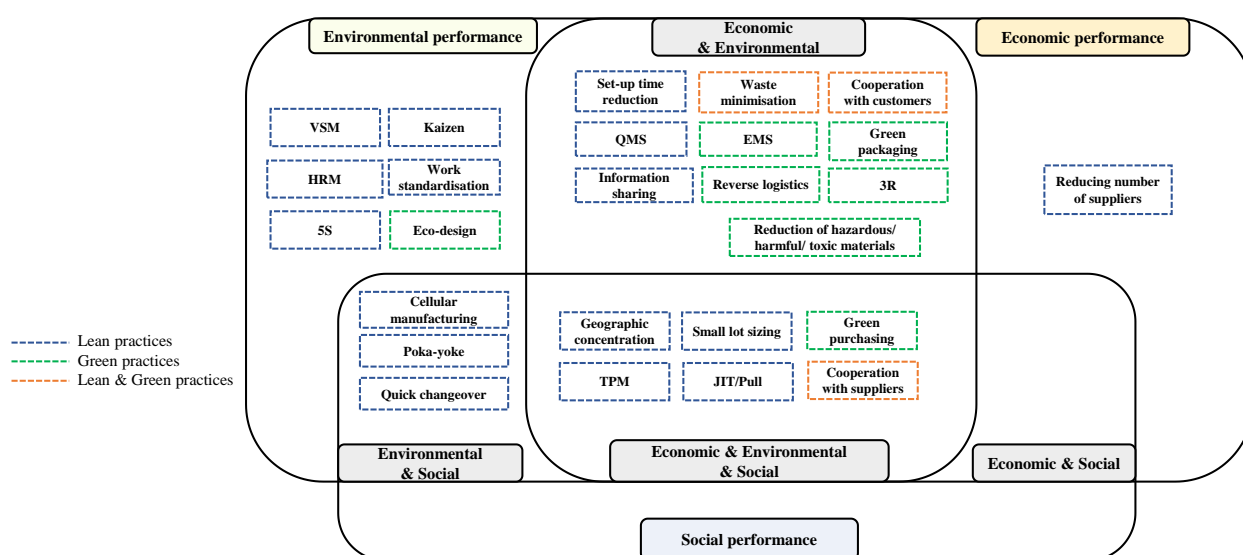 Environmental performance
Economic
& Environmental
Economic performance
Set-up time
reduction
Waste
minimisation
Cooperation
with customers
VSM
Kaizen
QMS
EMS
Green
packaging
HRM
Work
standardisation
Information
sharing
Reverse logistics
3R
Reducing number
of suppliers
5S
Eco-design
Reduction of hazardous/
harmful/ toxic materials
Cellular
manufacturing
Geographic
concentration
Small lot sizing
Green
purchasing
Lean practices
Green practices
Lean & Green practices
Poka-yoke
TPM
JIT/Pull
Cooperation
with suppliers
Quick changeover
Environmental
& Social
Economic & Environmental
& Social
Economic & Social
Social performance